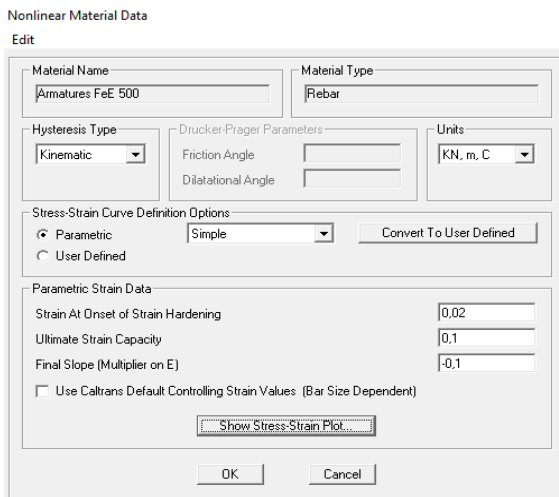 Nonlinear Material Data
Edit
Material Name
Material Type
Armatures FeE 500
Rebar
Hysteresis Type
Drucker-Prager Parameters
Units
Kinematic
Friction Angle
KN, m, C
Dilatational Angle
Stress-Strain Curve Definition Options
Parametric
Simple
Convert To User Defined
User Defined
Parametric Strain Data
Strain At Onset of Strain Hardening
0,02
Ultimate Strain Capacity
0,1
Final Slope (Multiplier on E)
-0,1
Use Caltrans Default Controlling Strain Values (Bar Size Dependent)
Show Stress-Strain Plot...
OK
Cancel